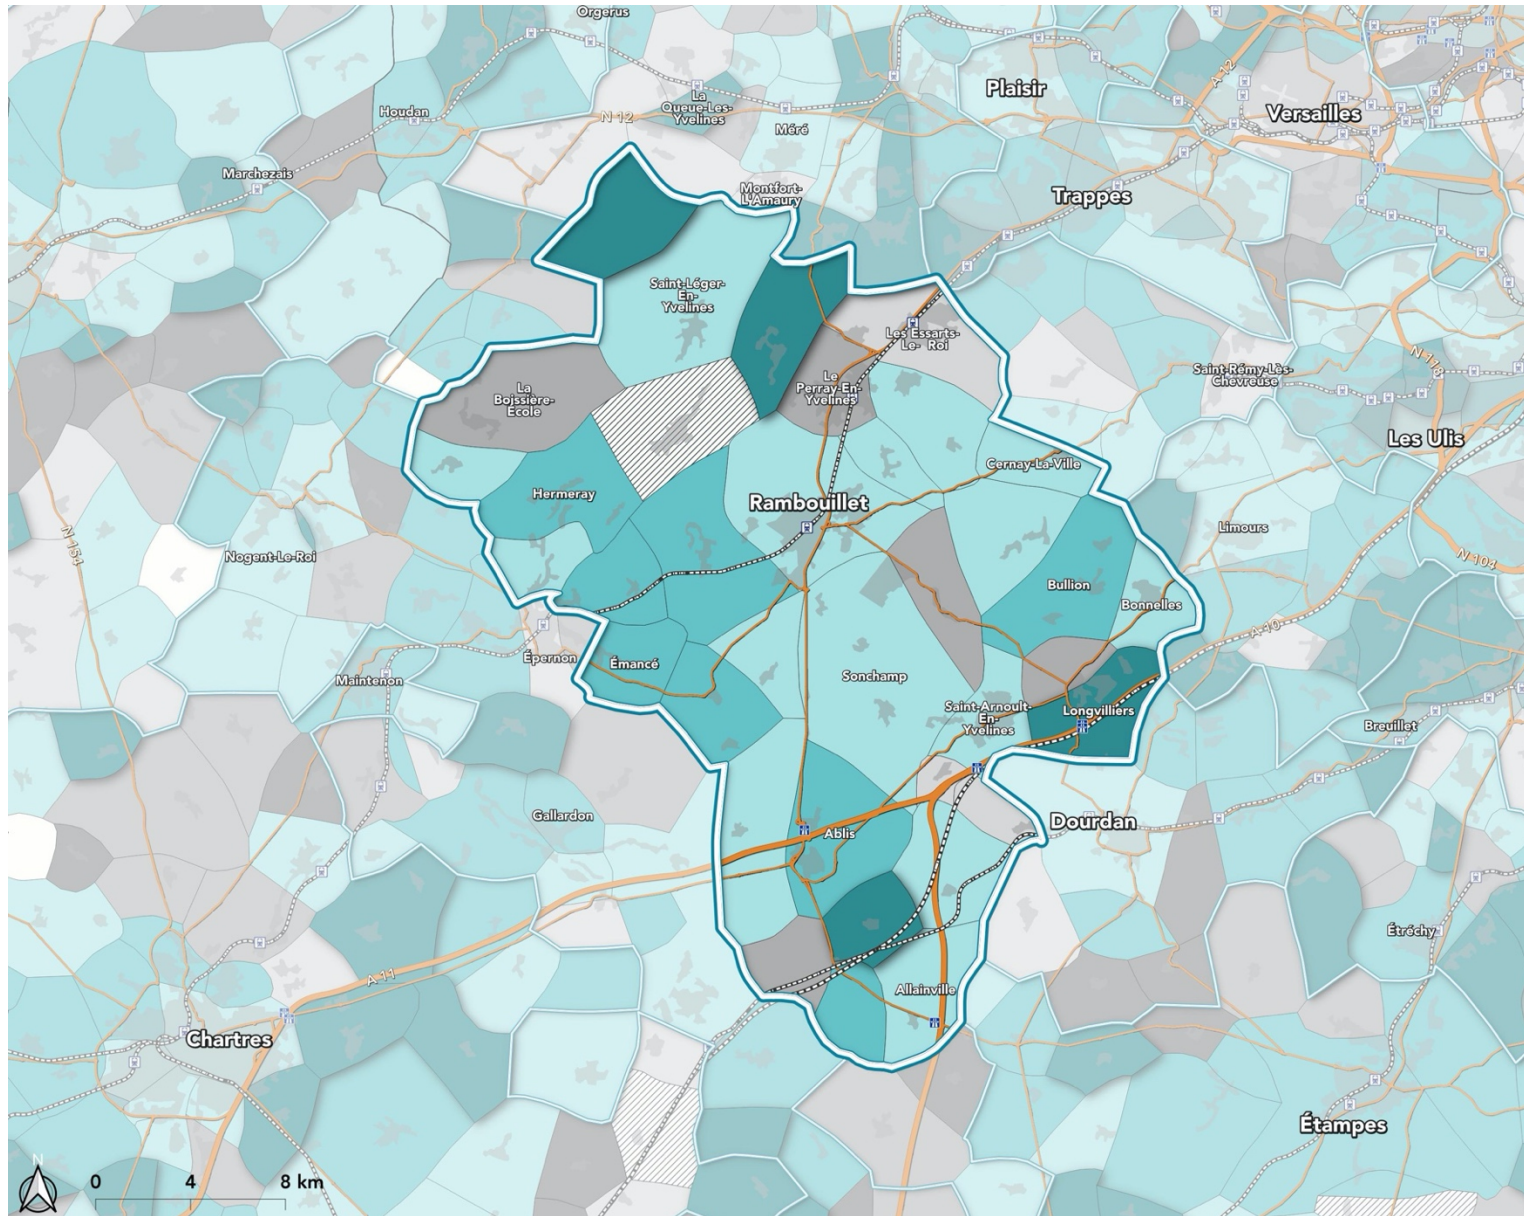 Orgerus
A 12
Plaisir
La
Queue-Les-
Yvelines
Houdan
N 12
Versailles
Méré
Marchezais
Montfort-
L'Amaury
Trappes
Saint-Léger-
En-
Yvelines
Les Essarts-
Le- Roi
N 118
Saint-Rémy-Lès-
Chevreuse
La
Boissière-
École
Le
Perray-En-
Yvelines
Les Ulis
Cernay-La-Ville
Hermeray
Rambouillet
Limours
N 154
Nogent-Le-Roi
N 104
Bullion
Bonnelles
A 10
Épernon
Émancé
Maintenon
Sonchamp
Saint-Arnoult-
En-
Yvelines
Longvilliers
Breuillet
Gallardon
Ablis
Dourdan
Étréchy
A 11
Allainville
Chartres
Étampes
N
0 4 8 km